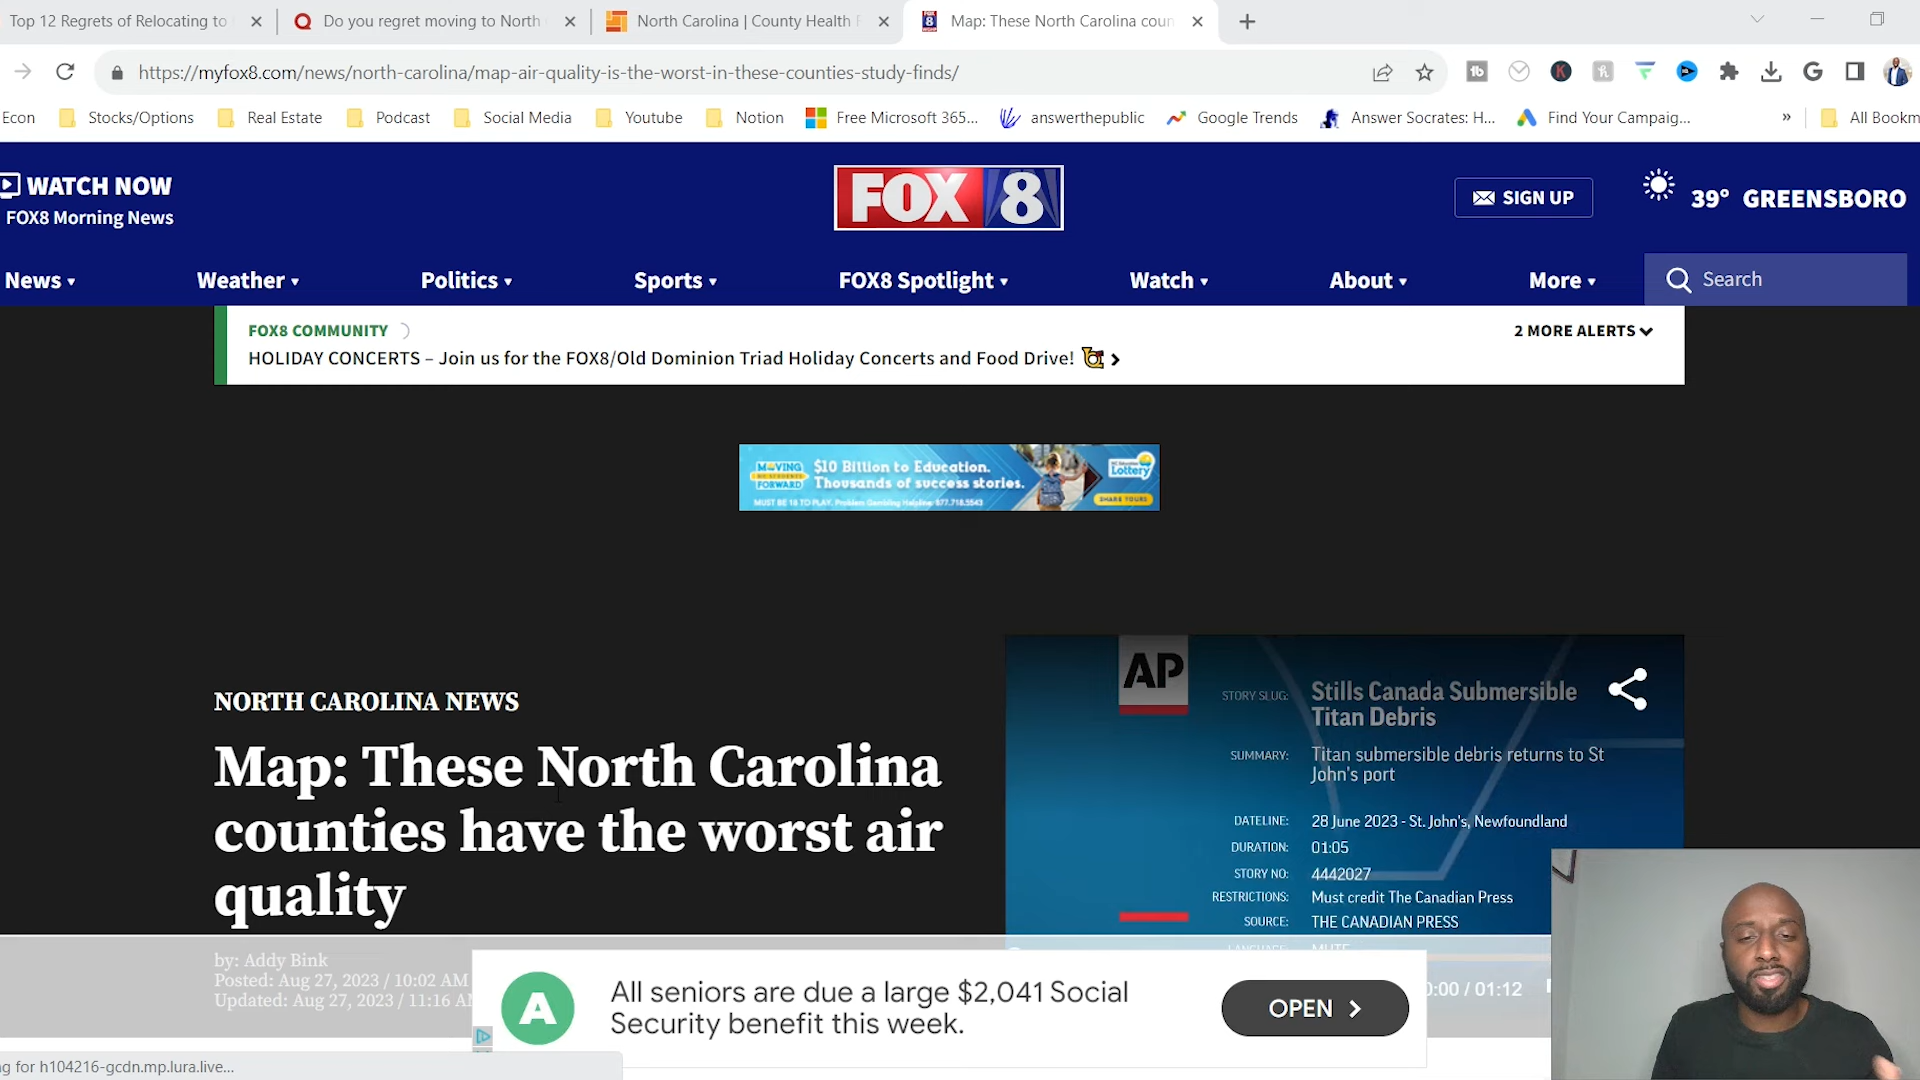 Top 12 Regrets of Relocating to
Do you regret moving to North
North Carolina | County Health
Map: These North Carolina coun
https://myfox8.com/news/north-carolina/map-air-quality-is-the-worst-in-these-counties-study-finds/
Econ
Stocks/Options
Real Estate
Podcast
Social Media
Youtube
Notion
Free Microsoft 365...
answerthepublic
Google Trends
Answer Socrates: H...
Find Your Campaig...
»
All Bookm
WATCH NOW
FOX8 Morning News
FOX 8
SIGN UP
39° GREENSBORO
News
Weather
Politics
Sports
FOX8 Spotlight
Watch
About
More
Search
FOX8 COMMUNITY
2 MORE ALERTS
HOLIDAY CONCERTS – Join us for the FOX8/Old Dominion Triad Holiday Concerts and Food Drive!
MOVING
FORWARD
$10 Billion to Education.
Thousands of success stories.
MUST BE 18 TO PLAY. Problem Gambling Helpline: 877.718.5543
Lottery
SHARE YOURS
NORTH CAROLINA NEWS
Map: These North Carolina
counties have the worst air
quality
by: Addy Bink
Posted: Aug 27, 2023 / 10:02 AM
Updated: Aug 27, 2023 / 11:16 AM
AP
STORY SLUG: Stills Canada Submersible
Titan Debris
SUMMARY: Titan submersible debris returns to St
John's port
DATELINE: 28 June 2023 - St. John's, Newfoundland
DURATION: 01:05
STORY NO: 4442027
RESTRICTIONS: Must credit The Canadian Press
SOURCE: THE CANADIAN PRESS
0:00 / 01:12
A
All seniors are due a large $2,041 Social
Security benefit this week.
OPEN
g for h104216-gcdn.mp.lura.live...